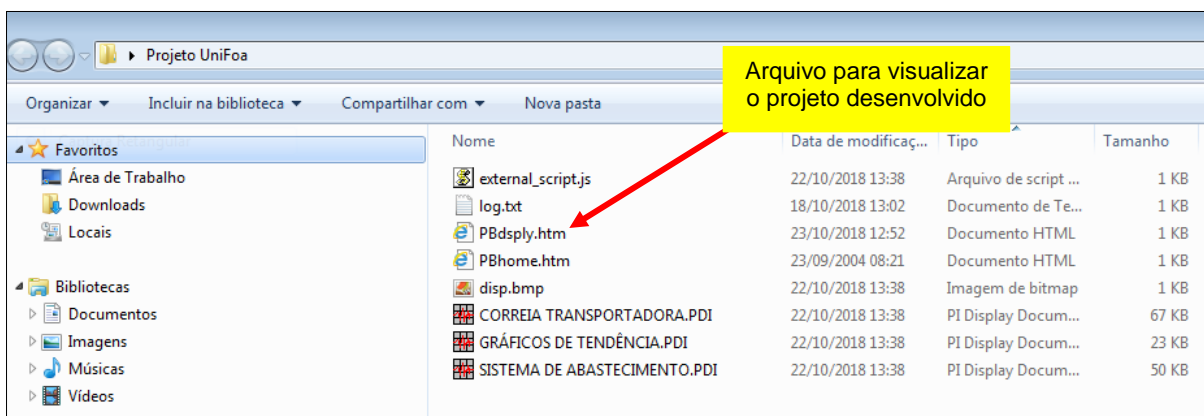 Projeto UniFoa
Arquivo para visualizar
o projeto desenvolvido
Organizar Incluir na biblioteca Compartilhar com Nova pasta
Favoritos
Área de Trabalho
Downloads
Locais
Bibliotecas
Documentos
Imagens
Músicas
Vídeos
Nome Data de modificaç... Tipo Tamanho
external_script.js 22/10/2018 13:38 Arquivo de script ... 1 KB
log.txt 18/10/2018 13:02 Documento de Te... 1 KB
PBdsply.htm 23/10/2018 12:52 Documento HTML 1 KB
PBhome.htm 23/09/2004 08:21 Documento HTML 1 KB
disp.bmp 22/10/2018 13:38 Imagem de bitmap 1 KB
CORREIA TRANSPORTADORA.PDI 22/10/2018 13:38 PI Display Docum... 67 KB
GRÁFICOS DE TENDÊNCIA.PDI 22/10/2018 13:38 PI Display Docum... 23 KB
SISTEMA DE ABASTECIMENTO.PDI 22/10/2018 13:38 PI Display Docum... 50 KB